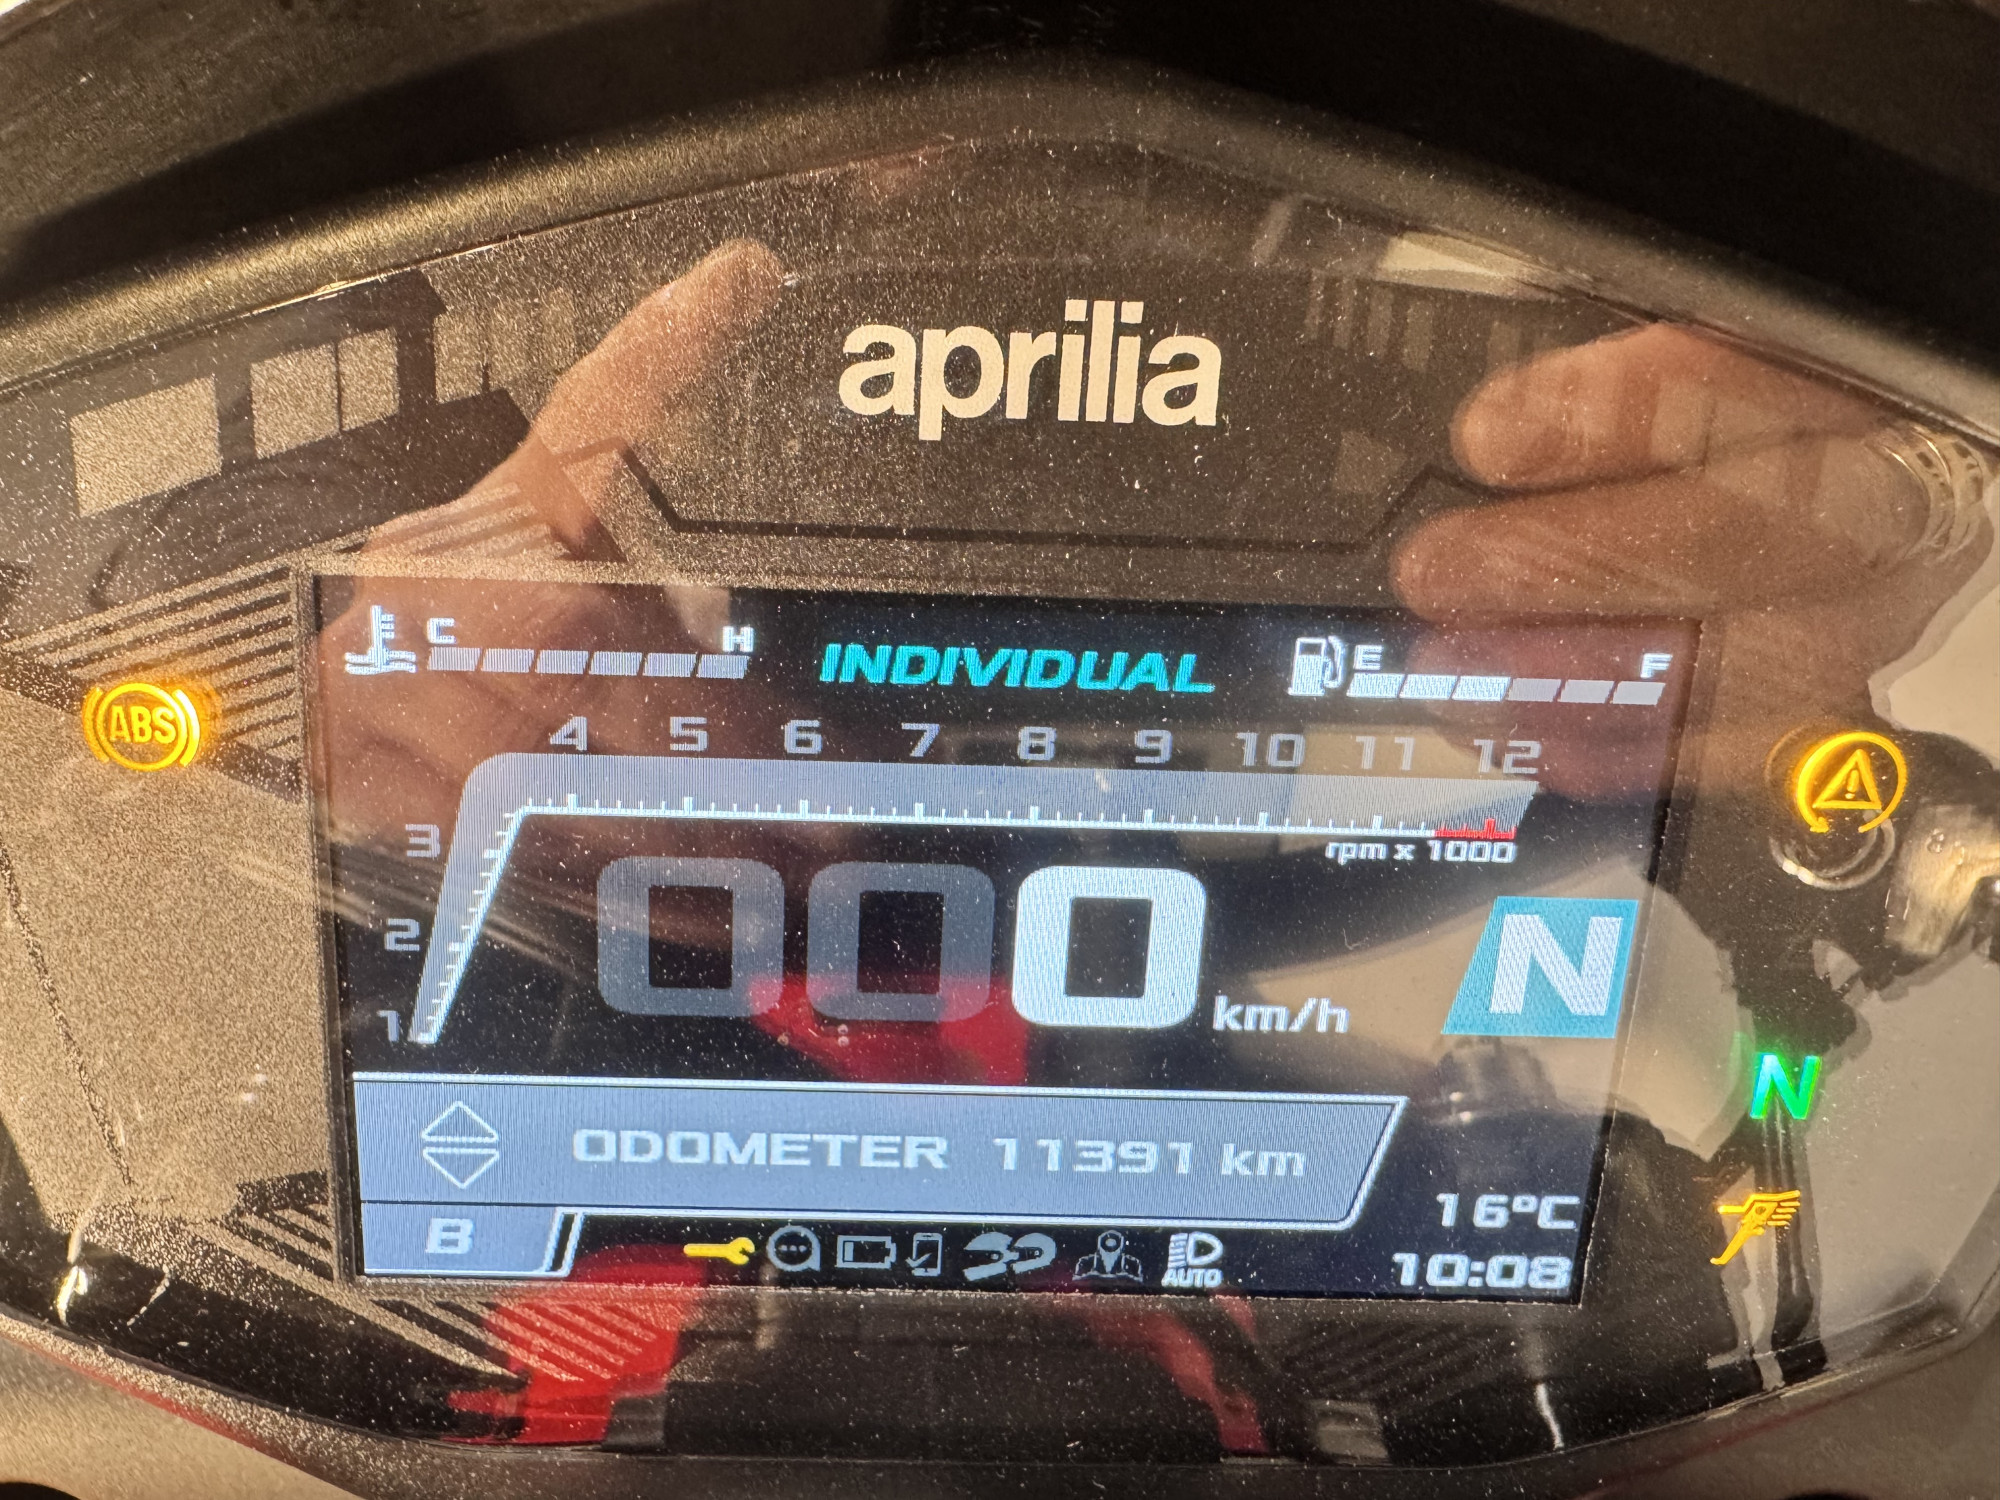 aprilia
C H INDIVIDUAL E F
4 5 6 7 8 9 10 11 12
ABS
3
rpm x 1000
2
000 km/h N
1
N
ODOMETER 11391 km
16°C
B
AUTO
10:08